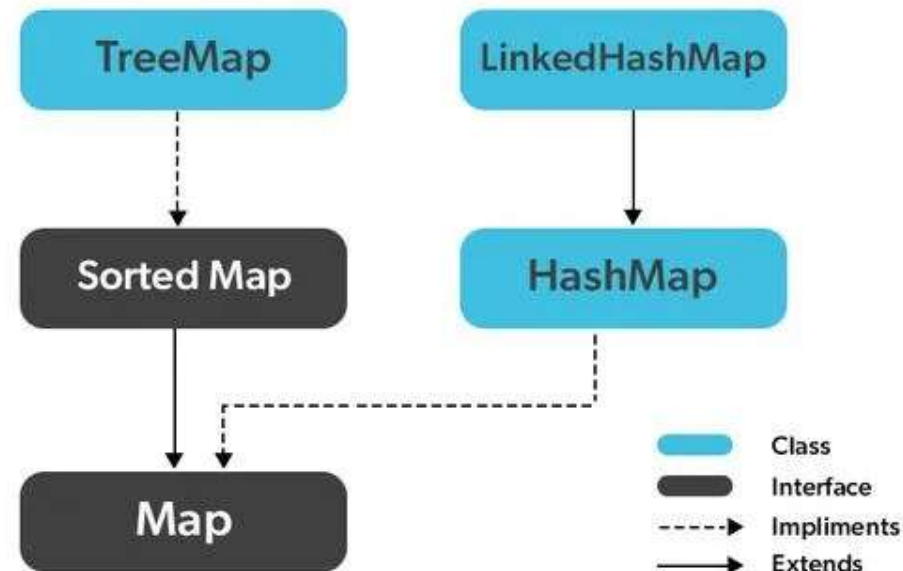 TreeMap
LinkedHashMap
Sorted Map
HashMap
Map
Class
Interface
Impliments
Extends